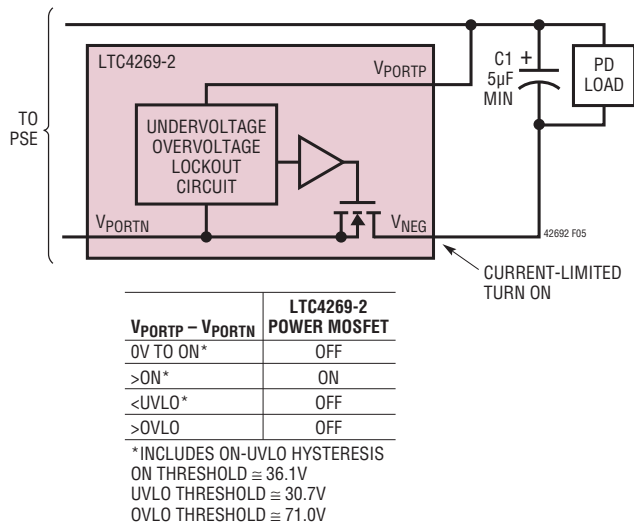 LTC4269-2
VPORTP
C1 +
5μF
MIN
PD
LOAD
TO
PSE
UNDERVOLTAGE
OVERVOLTAGE
LOCKOUT
CIRCUIT
VPORTN
VNEG
42692 F05
CURRENT-LIMITED
TURN ON
VPORTP – VPORTN
LTC4269-2
POWER MOSFET
0V TO ON* OFF
>ON* ON
<UVLO* OFF
>OVLO OFF
*INCLUDES ON-UVLO HYSTERESIS
ON THRESHOLD ≅ 36.1V
UVLO THRESHOLD ≅ 30.7V
OVLO THRESHOLD ≅ 71.0V